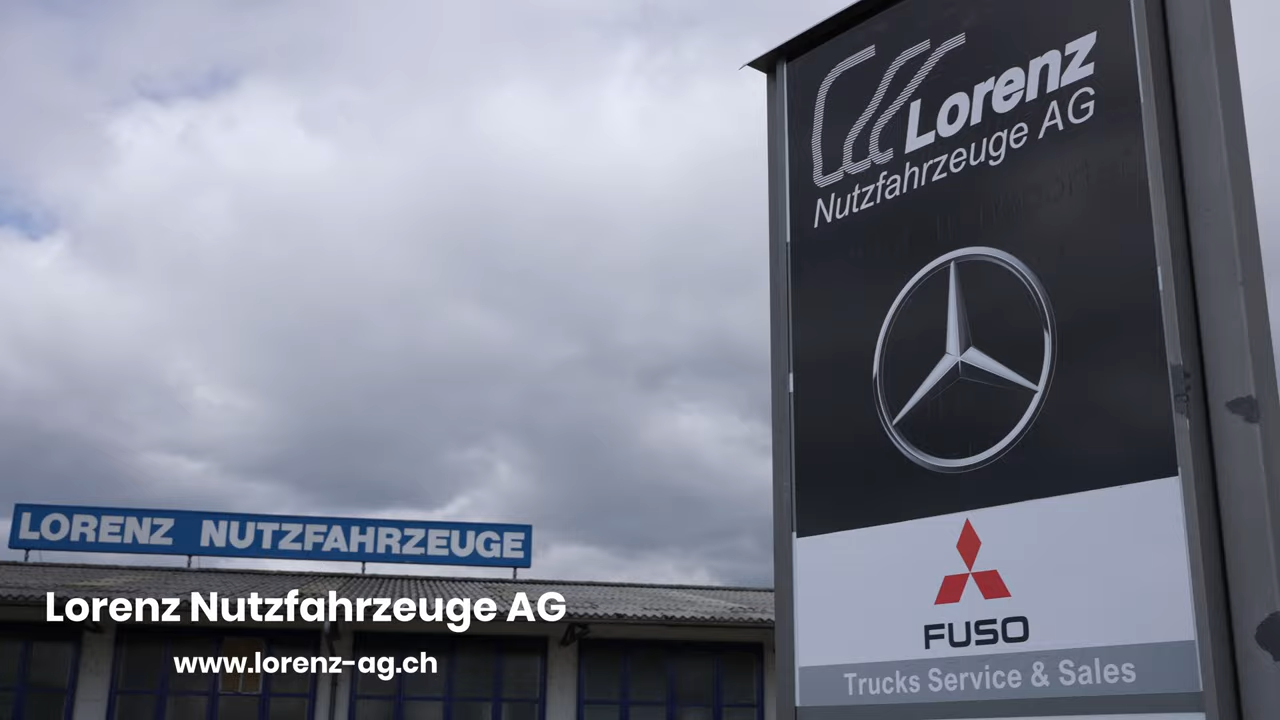 Lorenz
Nutzfahrzeuge AG
FUSO
Trucks Service & Sales
LORENZ NUTZFAHRZEUGE
Lorenz Nutzfahrzeuge AG
www.lorenz-ag.ch